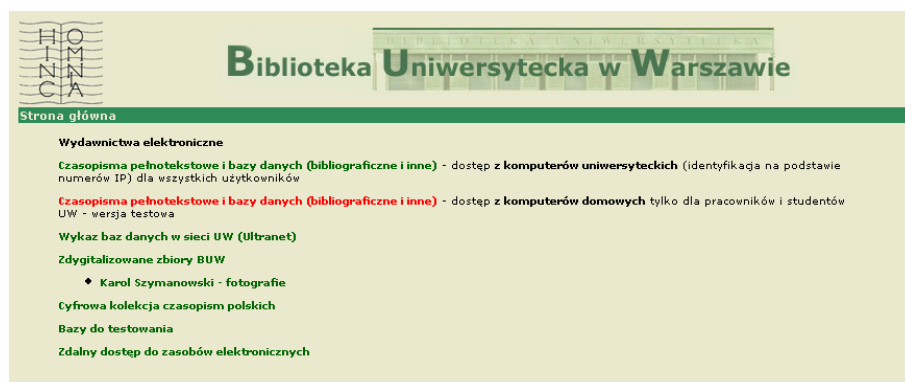 HINC OMNIA
BIBLIOTEKA UNIWERSYTECKA
Biblioteka Uniwersytecka w Warszawie
Strona główna
Wydawnictwa elektroniczne
Czasopisma pełnotekstowe i bazy danych (bibliograficzne i inne) - dostęp z komputerów uniwersyteckich (identyfikacja na podstawie
numerów IP) dla wszystkich użytkowników
Czasopisma pełnotekstowe i bazy danych (bibliograficzne i inne) - dostęp z komputerów domowych tylko dla pracowników i studentów
UW - wersja testowa
Wykaz baz danych w sieci UW (Ultranet)
Zdygitalizowane zbiory BUW
◆ Karol Szymanowski - fotografie
Cyfrowa kolekcja czasopism polskich
Bazy do testowania
Zdalny dostęp do zasobów elektronicznych